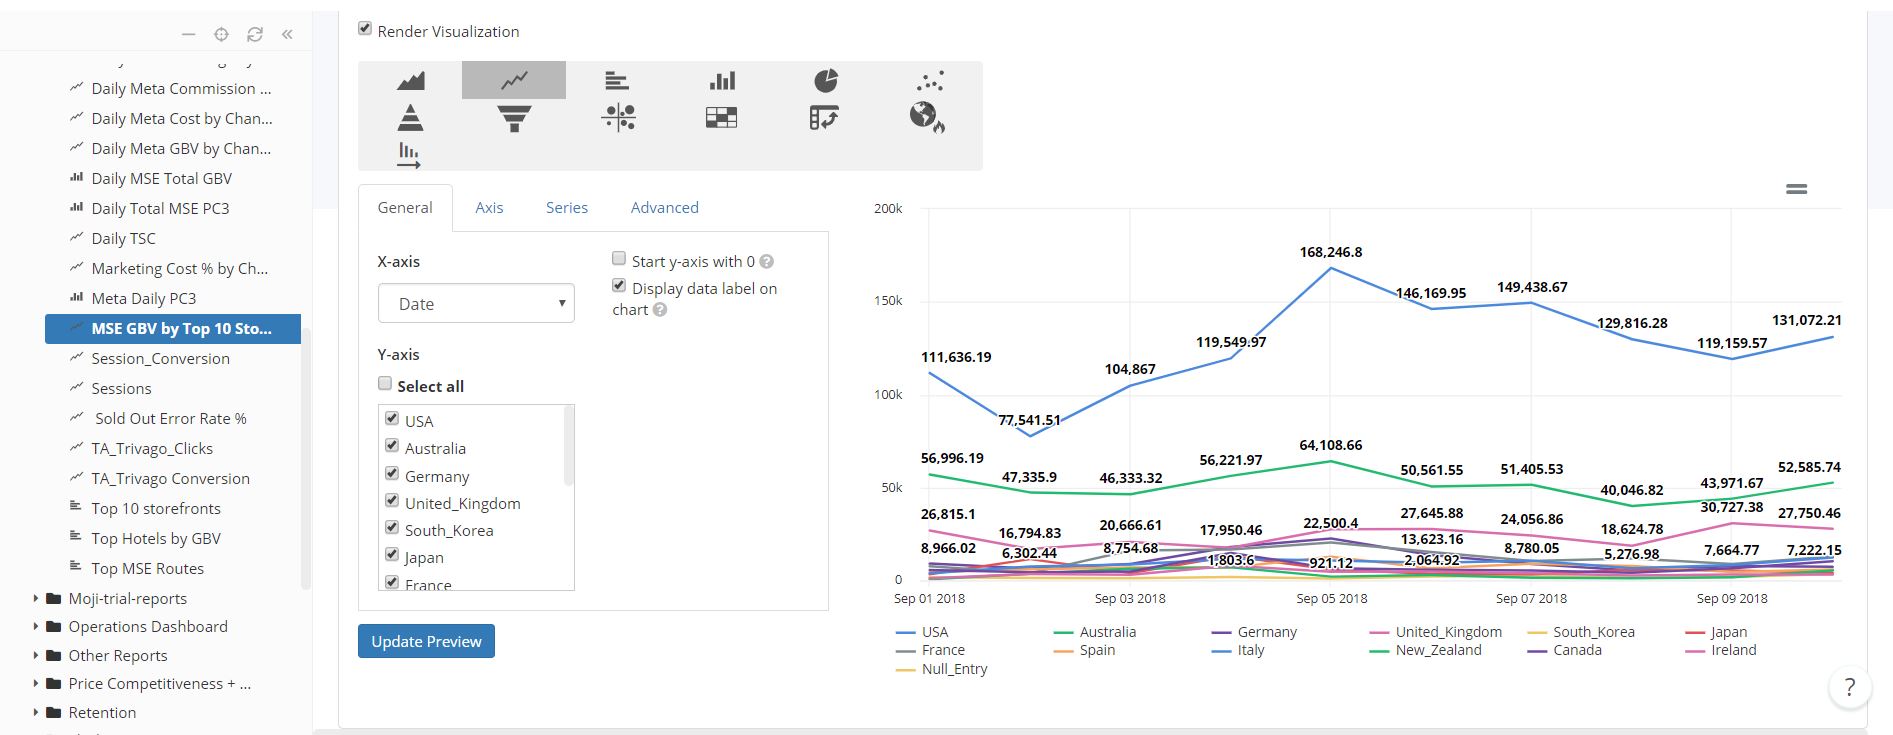 Render Visualization
Daily Meta Commission ...
Daily Meta Cost by Chan...
Daily Meta GBV by Chan...
Daily MSE Total GBV
Daily Total MSE PC3
Daily TSC
Marketing Cost % by Ch...
Meta Daily PC3
MSE GBV by Top 10 Sto...
Session_Conversion
Sessions
Sold Out Error Rate %
TA_Trivago_Clicks
TA_Trivago Conversion
Top 10 storefronts
Top Hotels by GBV
Top MSE Routes
Moji-trial-reports
Operations Dashboard
Other Reports
Price Competitiveness + ...
Retention
General Axis Series Advanced
X-axis
Date
Start y-axis with 0 ?
Display data label on
chart ?
Y-axis
Select all
USA
Australia
Germany
United_Kingdom
South_Korea
Japan
France
Update Preview
200k
150k
100k
50k
0
111,636.19 77,541.51 104,867 119,549.97 168,246.8 146,169.95 149,438.67 129,816.28 119,159.57 131,072.21
56,996.19 47,335.9 46,333.32 56,221.97 64,108.66 50,561.55 51,405.53 40,046.82 43,971.67 52,585.74
26,815.1 16,794.83 20,666.61 17,950.46 22,500.4 27,645.88 24,056.86 18,624.78 30,727.38 27,750.46
8,966.02 6,302.44 8,754.68 1,803.6 921.12 13,623.16 2,064.92 8,780.05 5,276.98 7,664.77 7,222.15
Sep 01 2018 Sep 03 2018 Sep 05 2018 Sep 07 2018 Sep 09 2018
USA Australia Germany United_Kingdom South_Korea Japan
France Spain Italy New_Zealand Canada Ireland
Null_Entry
?